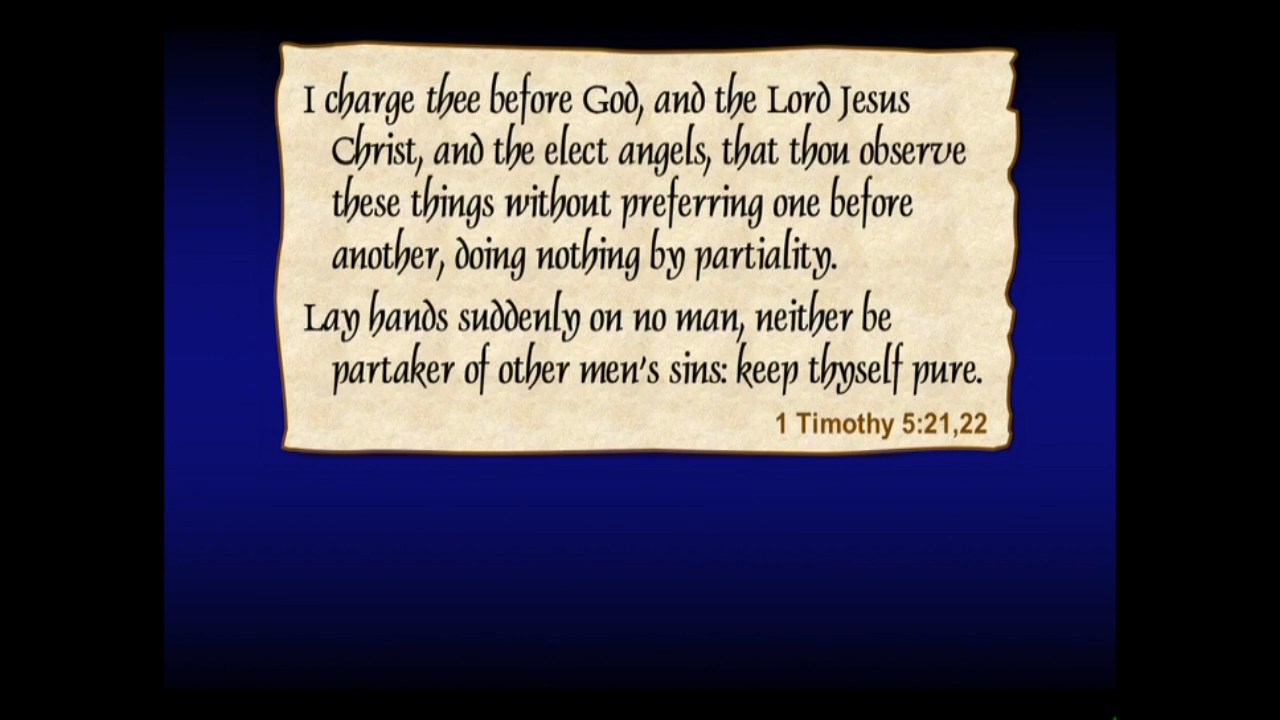 I charge thee before God, and the Lord Jesus
Christ, and the elect angels, that thou observe
these things without preferring one before
another, doing nothing by partiality.
Lay hands suddenly on no man, neither be
partaker of other men's sins: keep thyself pure.
1 Timothy 5:21,22